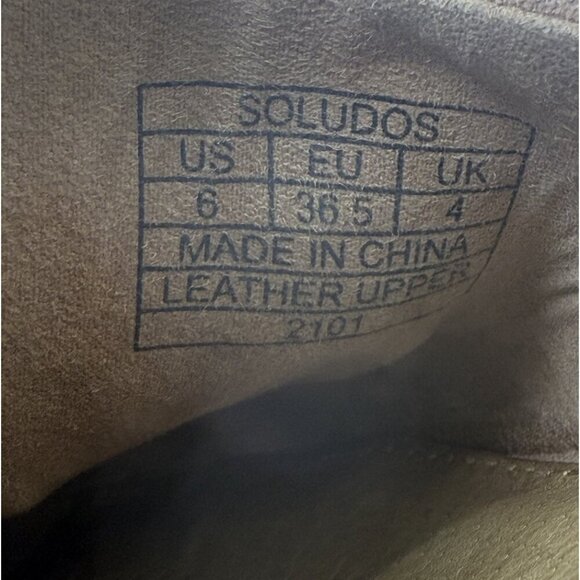 SOLUDOS
US EU UK
6 36 5 4
MADE IN CHINA
LEATHER UPPER
2101